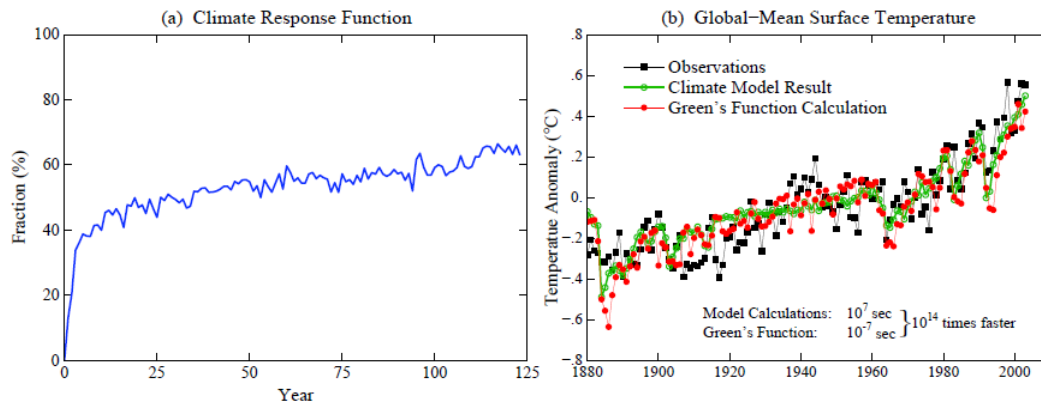 (a) Climate Response Function
100
80
60
40
20
0
0 25 50 75 100 125
Year
Fraction (%)
(b) Global−Mean Surface Temperature
.8
.6
.4
.2
0.
−.2
−.4
−.6
−.8
1880 1900 1920 1940 1960 1980 2000
Temperatue Anomaly (°C)
Observations
Climate Model Result
Green's Function Calculation
Model Calculations: 10⁷ sec
Green's Function: 10⁻⁷ sec
10¹⁴ times faster